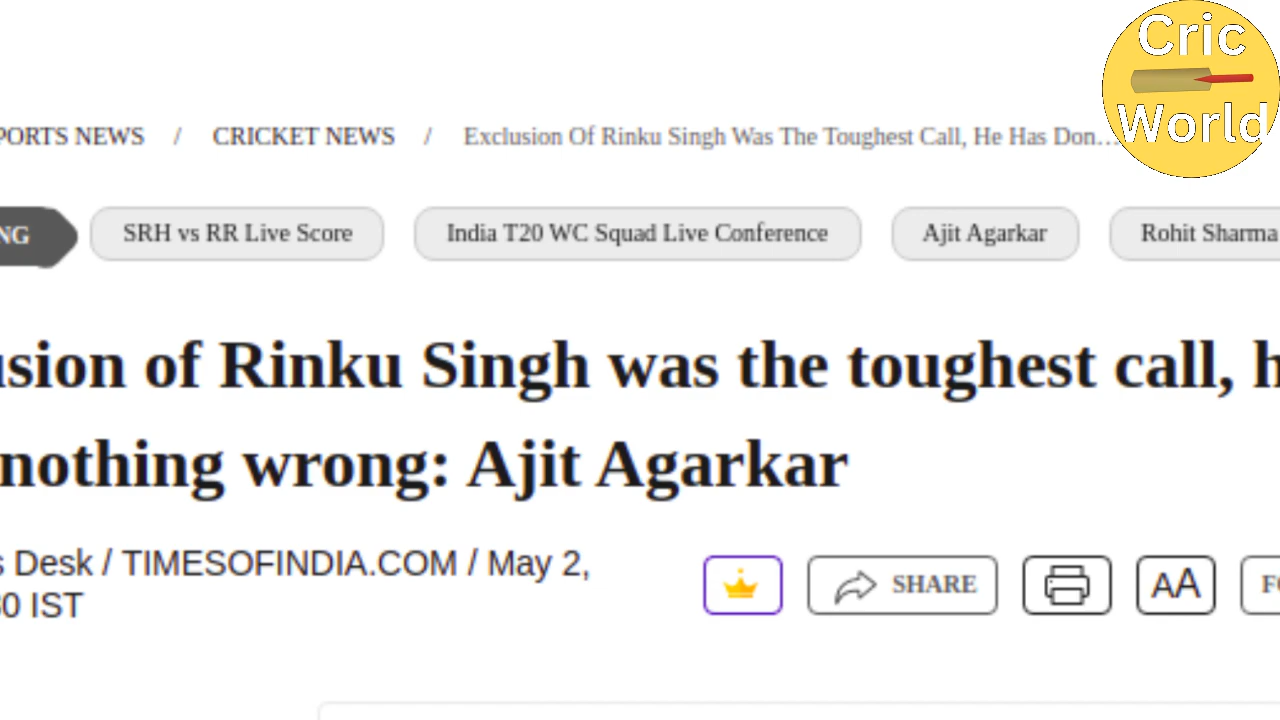 Cric
World
PORTS NEWS / CRICKET NEWS / Exclusion Of Rinku Singh Was The Toughest Call, He Has Don...
NG SRH vs RR Live Score India T20 WC Squad Live Conference Ajit Agarkar Rohit Sharma
usion of Rinku Singh was the toughest call, h
nothing wrong: Ajit Agarkar
s Desk / TIMESOFINDIA.COM / May 2,
30 IST
SHARE AA FO